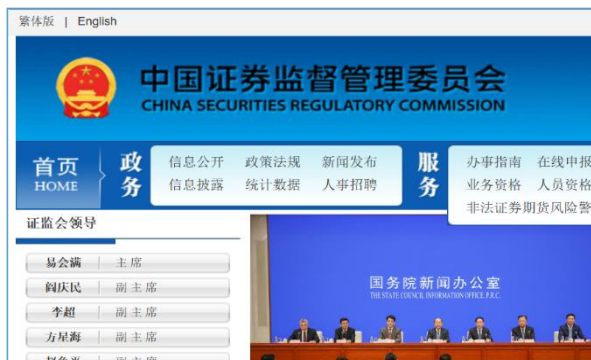 繁体版 | English
中国证券监督管理委员会
CHINA SECURITIES REGULATORY COMMISSION
首页
HOME
政务
信息公开 政策法规 新闻发布
信息披露 统计数据 人事招聘
服务
办事指南 在线申报
业务资格 人员资格
非法证券期货风险警
证监会领导
易会满 主席
阎庆民 副主席
李超 副主席
方星海 副主席
国务院新闻办公室
THE STATE COUNCIL INFORMATION OFFICE, P.R.C.